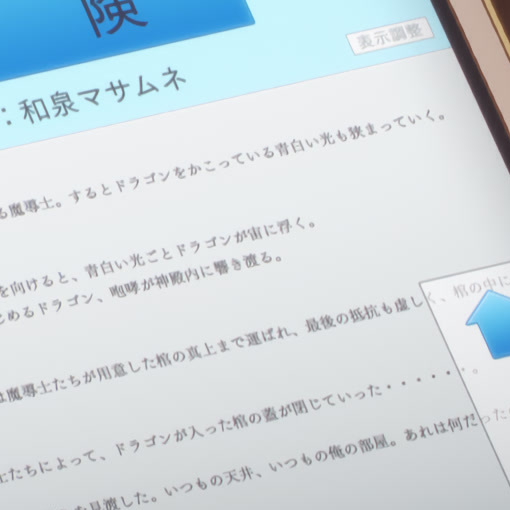 険
表示調整
：和泉マサムネ
る魔導士。するとドラゴンをかこっている青白い光も狭まっていく。
を向けると、青白い光ごとドラゴンが宙に浮く。
じめるドラゴン、咆哮が神殿内に響き渡る。
は魔導士たちが用意した棺の真上まで運ばれ、最後の抵抗も虚しく、棺の中に
士たちによって、ドラゴンが入った棺の蓋が閉じていった・・・・・・。
を見渡した。いつもの天井、いつもの俺の部屋。あれは何だった